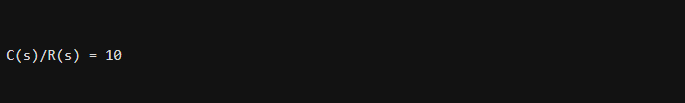 C(s)/R(s) = 10